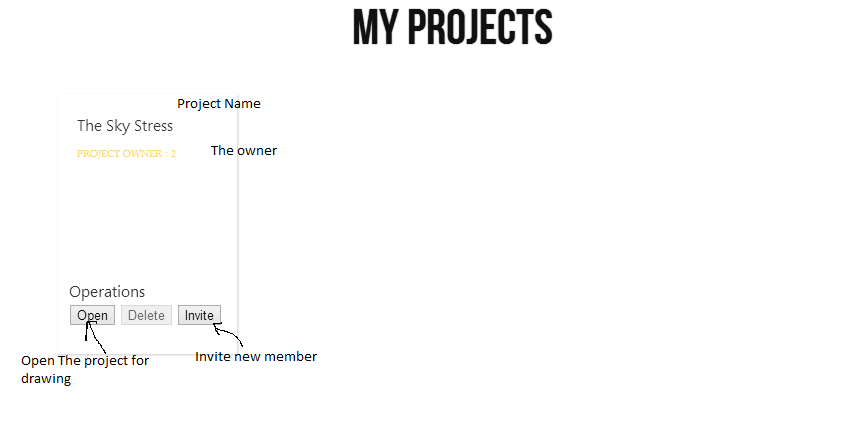 MY PROJECTS
Project Name
The Sky Stress
PROJECT OWNER : 2
The owner
Operations
Open Delete Invite
Open The project for
drawing
Invite new member